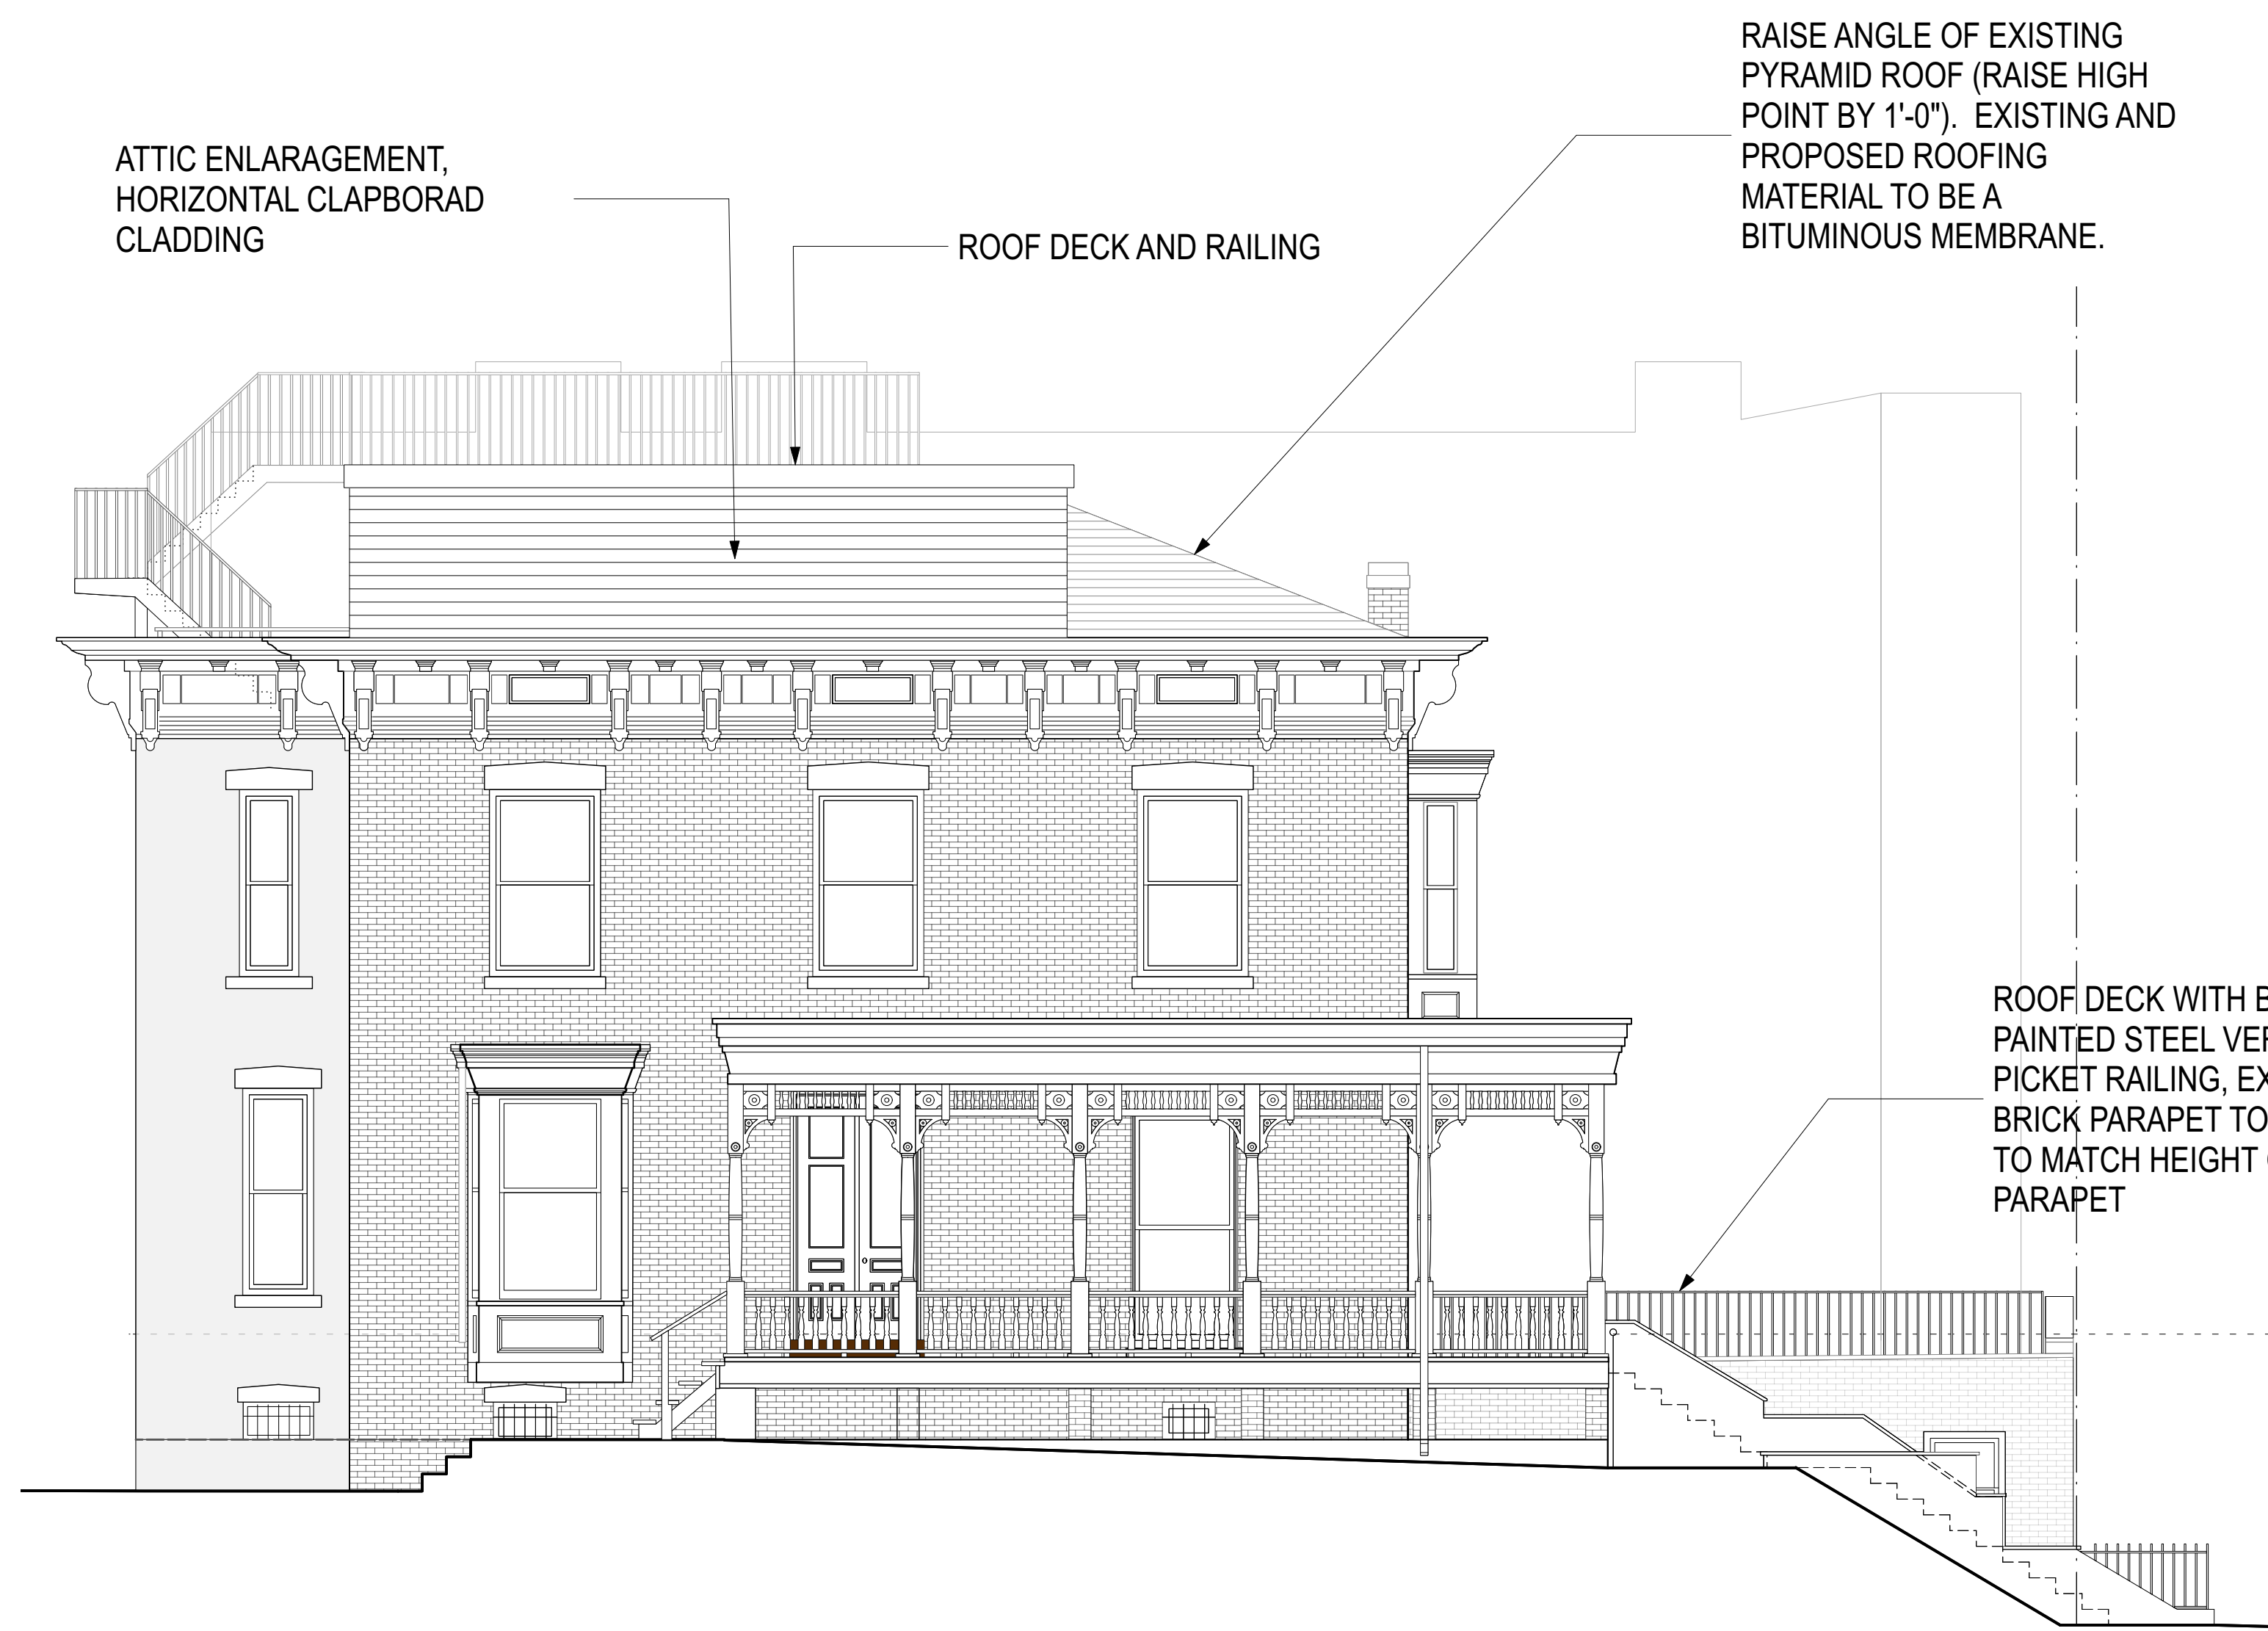 RAISE ANGLE OF EXISTING
PYRAMID ROOF (RAISE HIGH
POINT BY 1'-0"). EXISTING AND
PROPOSED ROOFING
MATERIAL TO BE A
BITUMINOUS MEMBRANE.
ATTIC ENLARAGEMENT,
HORIZONTAL CLAPBORAD
CLADDING
ROOF DECK AND RAILING
ROOF DECK WITH
PAINTED STEEL
PICKET RAILING,
BRICK PARAPET TO
TO MATCH HEIGHT
PARAPET